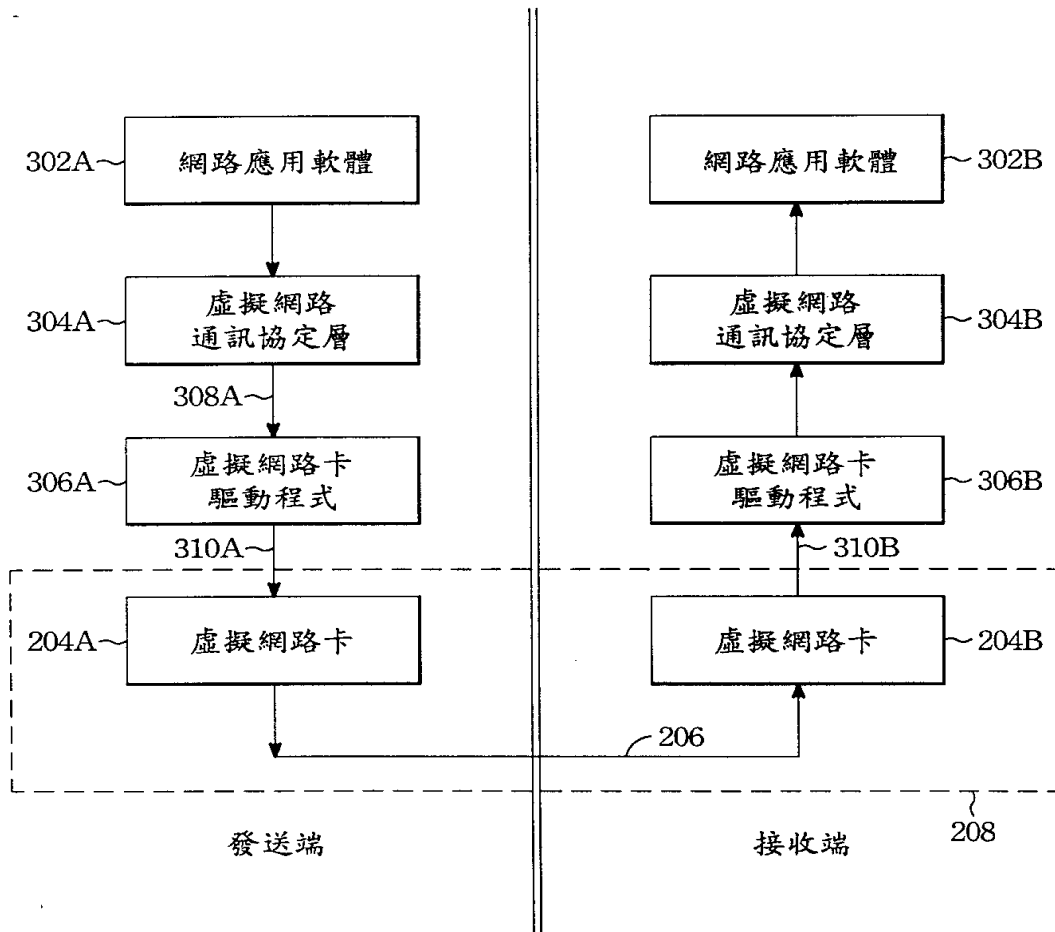 302A
網路應用軟體
網路應用軟體
302B
304A
虛擬網路
通訊協定層
虛擬網路
通訊協定層
304B
308A
306A
虛擬網路卡
驅動程式
虛擬網路卡
驅動程式
306B
310A
310B
204A
虛擬網路卡
虛擬網路卡
204B
206
208
發送端
接收端